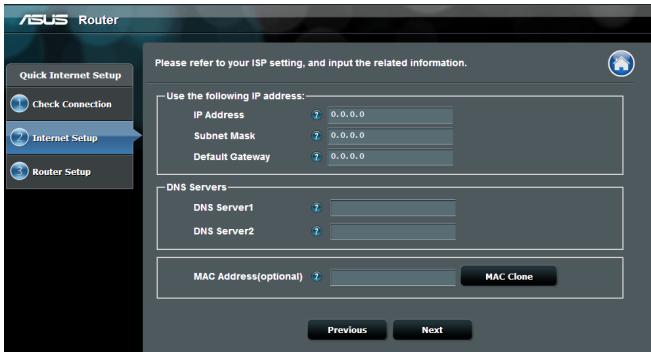 ASUS Router
Quick Internet Setup
1 Check Connection
2 Internet Setup
3 Router Setup
Please refer to your ISP setting, and input the related information.
Use the following IP address:
IP Address ? 0.0.0.0
Subnet Mask ? 0.0.0.0
Default Gateway ? 0.0.0.0
DNS Servers
DNS Server1 ?
DNS Server2 ?
MAC Address(optional) ? MAC Clone
Previous Next